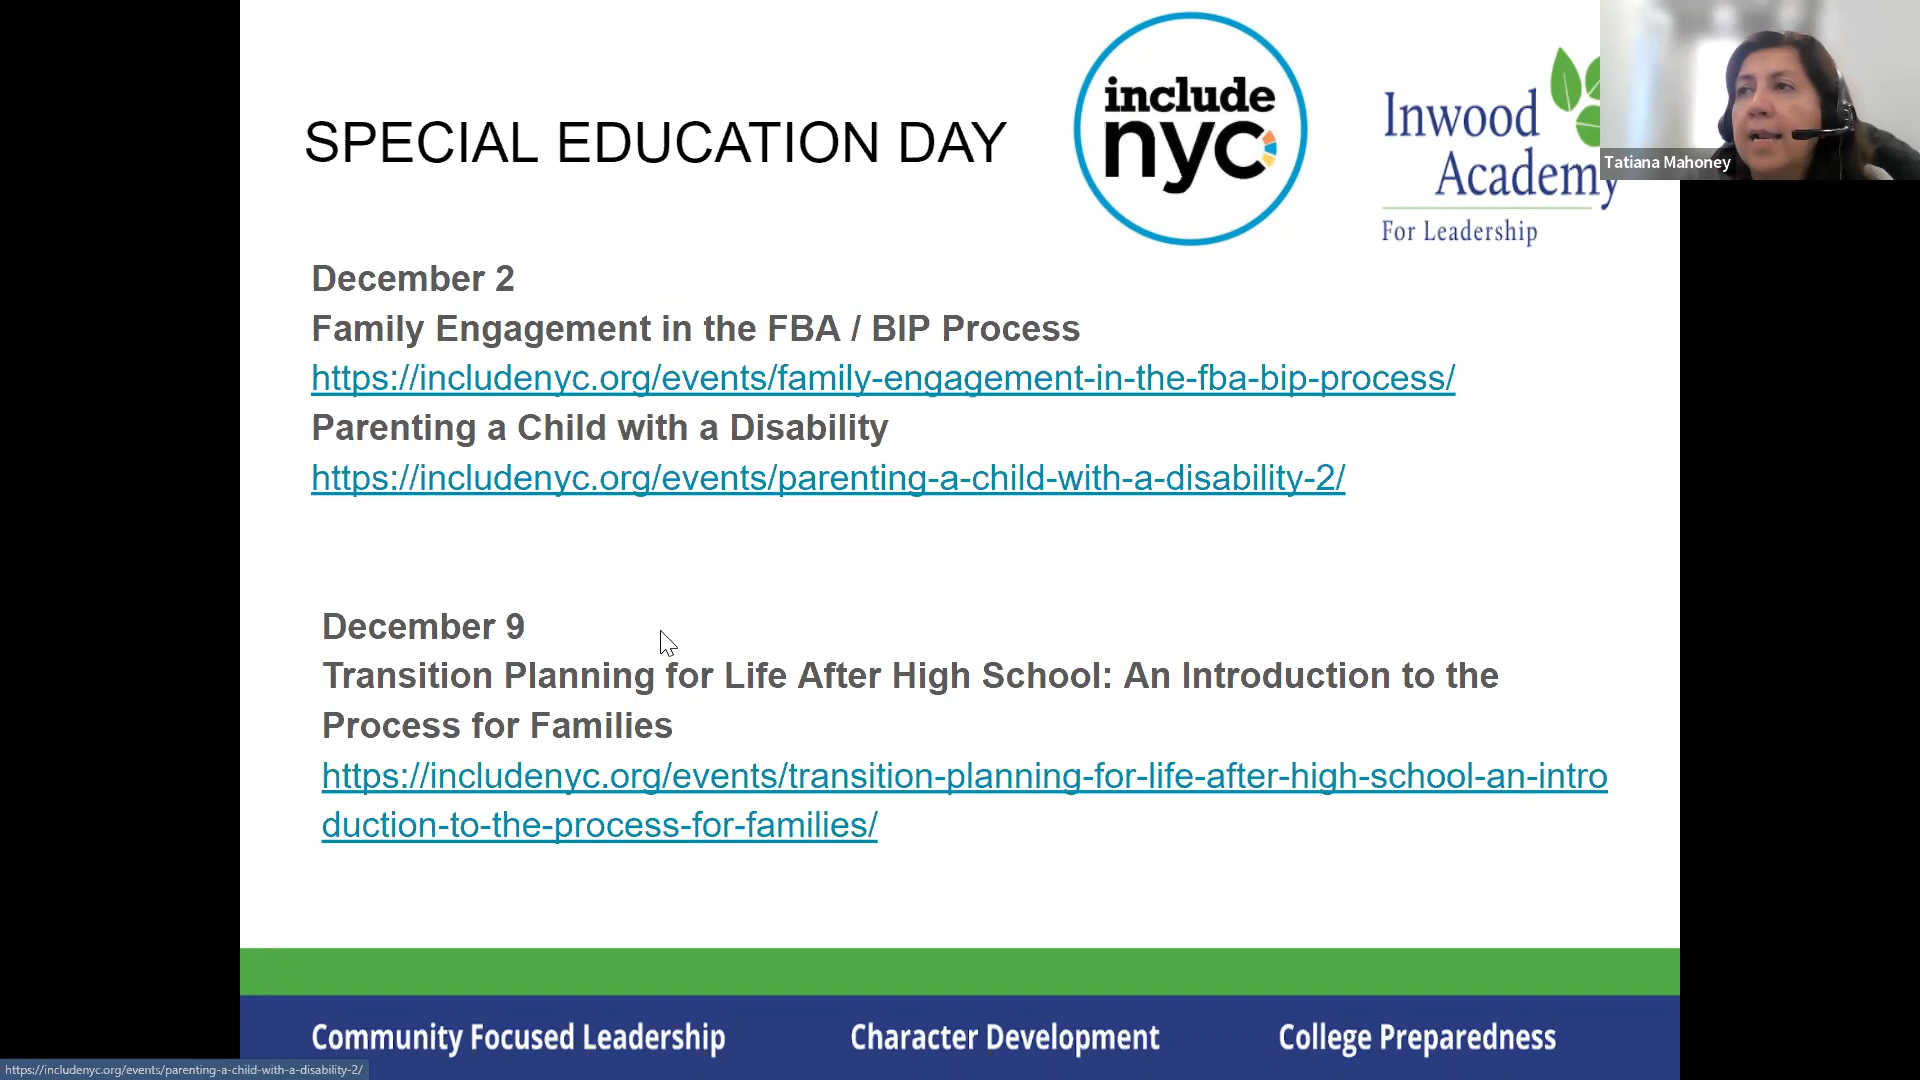 SPECIAL EDUCATION DAY
include
nyc
Inwood
Academy
For Leadership
Tatiana Mahoney
December 2
Family Engagement in the FBA / BIP Process
https://includenyc.org/events/family-engagement-in-the-fba-bip-process/
Parenting a Child with a Disability
https://includenyc.org/events/parenting-a-child-with-a-disability-2/
December 9
Transition Planning for Life After High School: An Introduction to the
Process for Families
https://includenyc.org/events/transition-planning-for-life-after-high-school-an-intro
duction-to-the-process-for-families/
Community Focused Leadership
Character Development
College Preparedness
https://includenyc.org/events/parenting-a-child-with-a-disability-2/